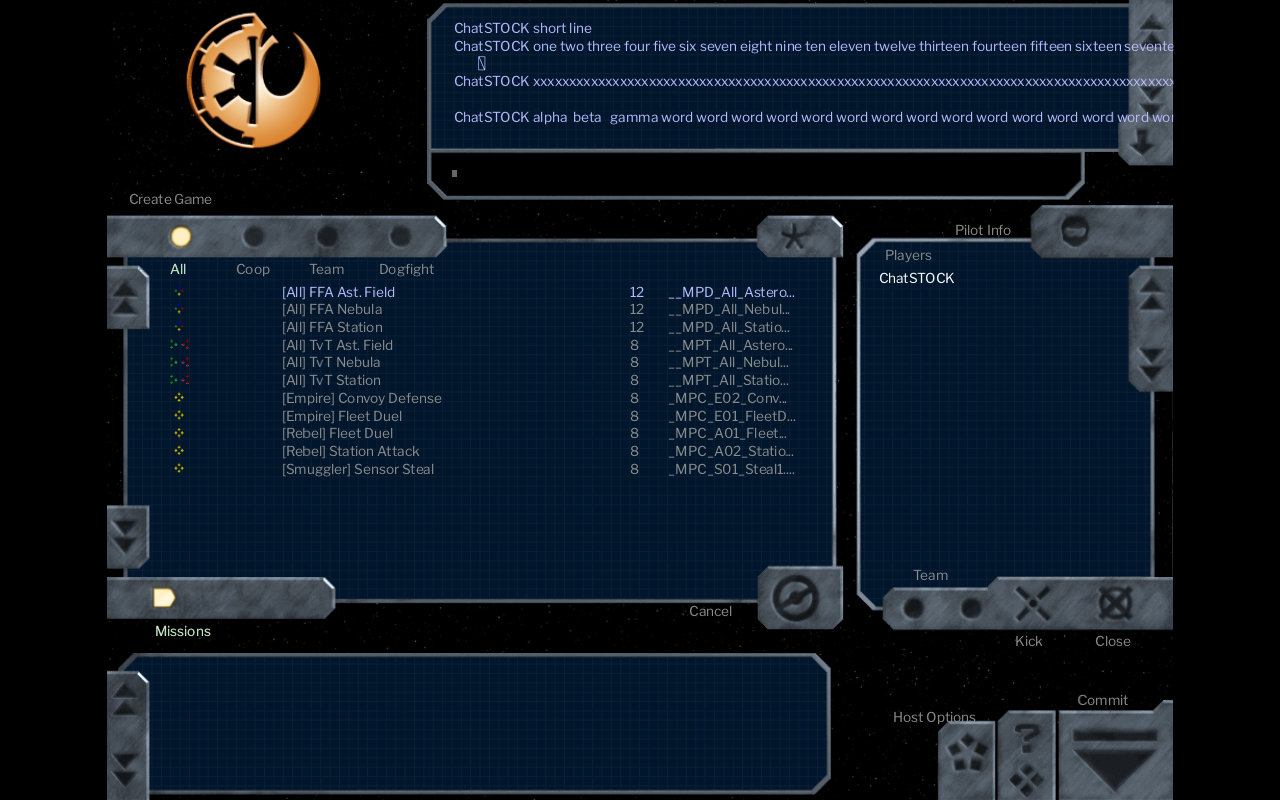 ChatSTOCK short line
ChatSTOCK one two three four five six seven eight nine ten eleven twelve thirteen fourteen fifteen sixteen sevente
ChatSTOCK
ChatSTOCK alpha beta gamma word word word word word word word word word word word word word word wo
Create Game
All Coop Team Dogfight
[All] FFA Ast. Field 12 __MPD_All_Astero...
[All] FFA Nebula 12 __MPD_All_Nebul...
[All] FFA Station 12 __MPD_All_Statio...
[All] TvT Ast. Field 8 __MPT_All_Astero...
[All] TvT Nebula 8 __MPT_All_Nebul...
[All] TvT Station 8 __MPT_All_Statio...
[Empire] Convoy Defense 8 _MPC_E02_Conv...
[Empire] Fleet Duel 8 _MPC_E01_FleetD...
[Rebel] Fleet Duel 8 _MPC_A01_Fleet...
[Rebel] Station Attack 8 _MPC_A02_Statio...
[Smuggler] Sensor Steal 8 _MPC_S01_Steal1....
Missions
Cancel
Pilot Info
Players
ChatSTOCK
Team
Kick Close
Host Options
Commit